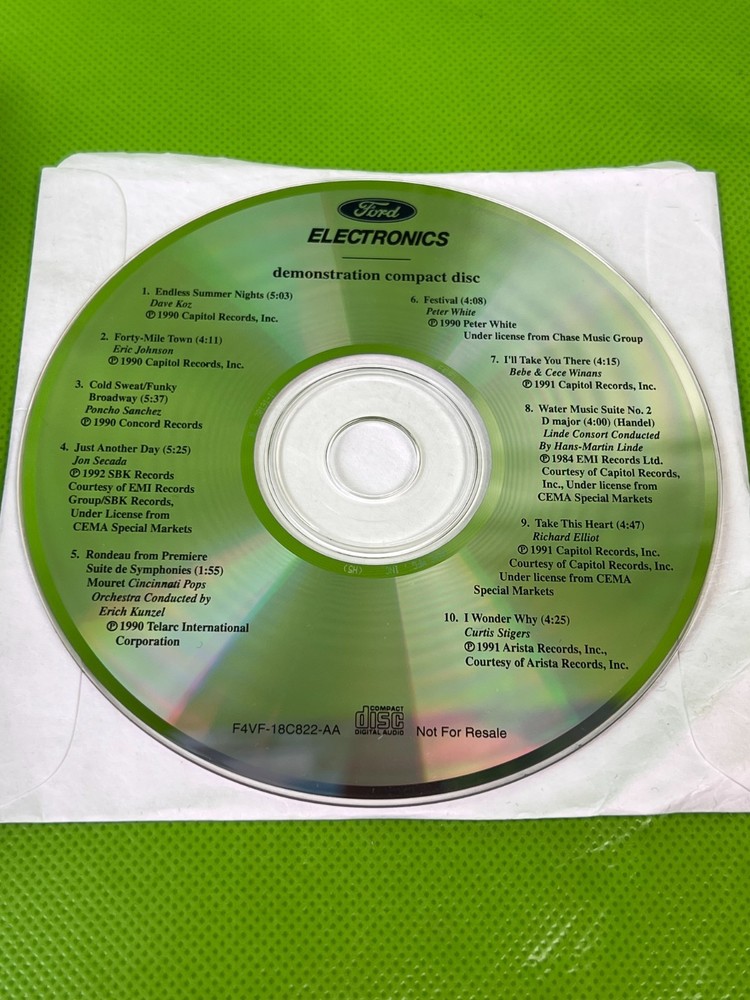 Ford
ELECTRONICS
demonstration compact disc
1. Endless Summer Nights (5:03)
Dave Koz
℗ 1990 Capitol Records, Inc.
2. Forty-Mile Town (4:11)
Eric Johnson
℗ 1990 Capitol Records, Inc.
3. Cold Sweat/Funky
Broadway (5:37)
Poncho Sanchez
℗ 1990 Concord Records
4. Just Another Day (5:25)
Jon Secada
℗ 1992 SBK Records
Courtesy of EMI Records
Group/SBK Records,
Under License from
CEMA Special Markets
5. Rondeau from Premiere
Suite de Symphonies (1:55)
Mouret Cincinnati Pops
Orchestra Conducted by
Erich Kunzel
℗ 1990 Telarc International
Corporation
6. Festival (4:08)
Peter White
℗ 1990 Peter White
Under license from Chase Music Group
7. I'll Take You There (4:15)
Bebe & Cece Winans
℗ 1991 Capitol Records, Inc.
8. Water Music Suite No. 2
D major (4:00) (Handel)
Linde Consort Conducted
By Hans-Martin Linde
℗ 1984 EMI Records Ltd.
Courtesy of Capitol Records,
Inc., Under license from
CEMA Special Markets
9. Take This Heart (4:47)
Richard Elliot
℗ 1991 Capitol Records, Inc.
Courtesy of Capitol Records, Inc.
Under license from CEMA
Special Markets
10. I Wonder Why (4:25)
Curtis Stigers
℗ 1991 Arista Records, Inc.,
Courtesy of Arista Records, Inc.
F4VF-18C822-AA
COMPACT
disc
DIGITAL AUDIO
Not For Resale